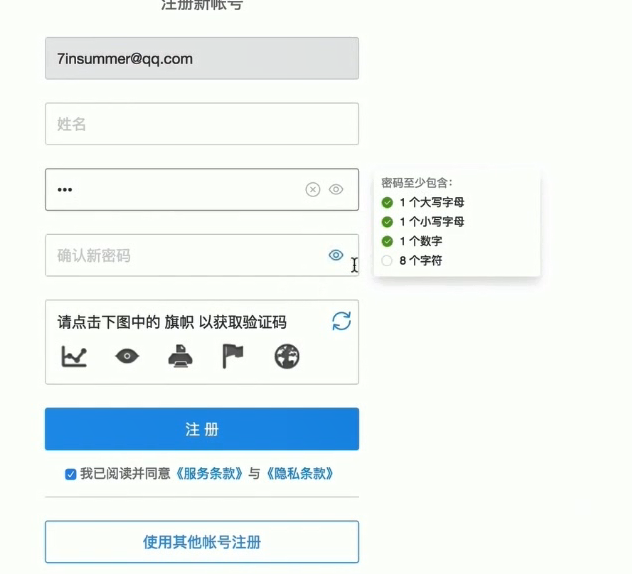 注册新帐号
7insummer@qq.com
姓名
•••
密码至少包含:
1 个大写字母
1 个小写字母
1 个数字
8 个字符
确认新密码
请点击下图中的 旗帜 以获取验证码
注 册
我已阅读并同意《服务条款》与《隐私条款》
使用其他帐号注册